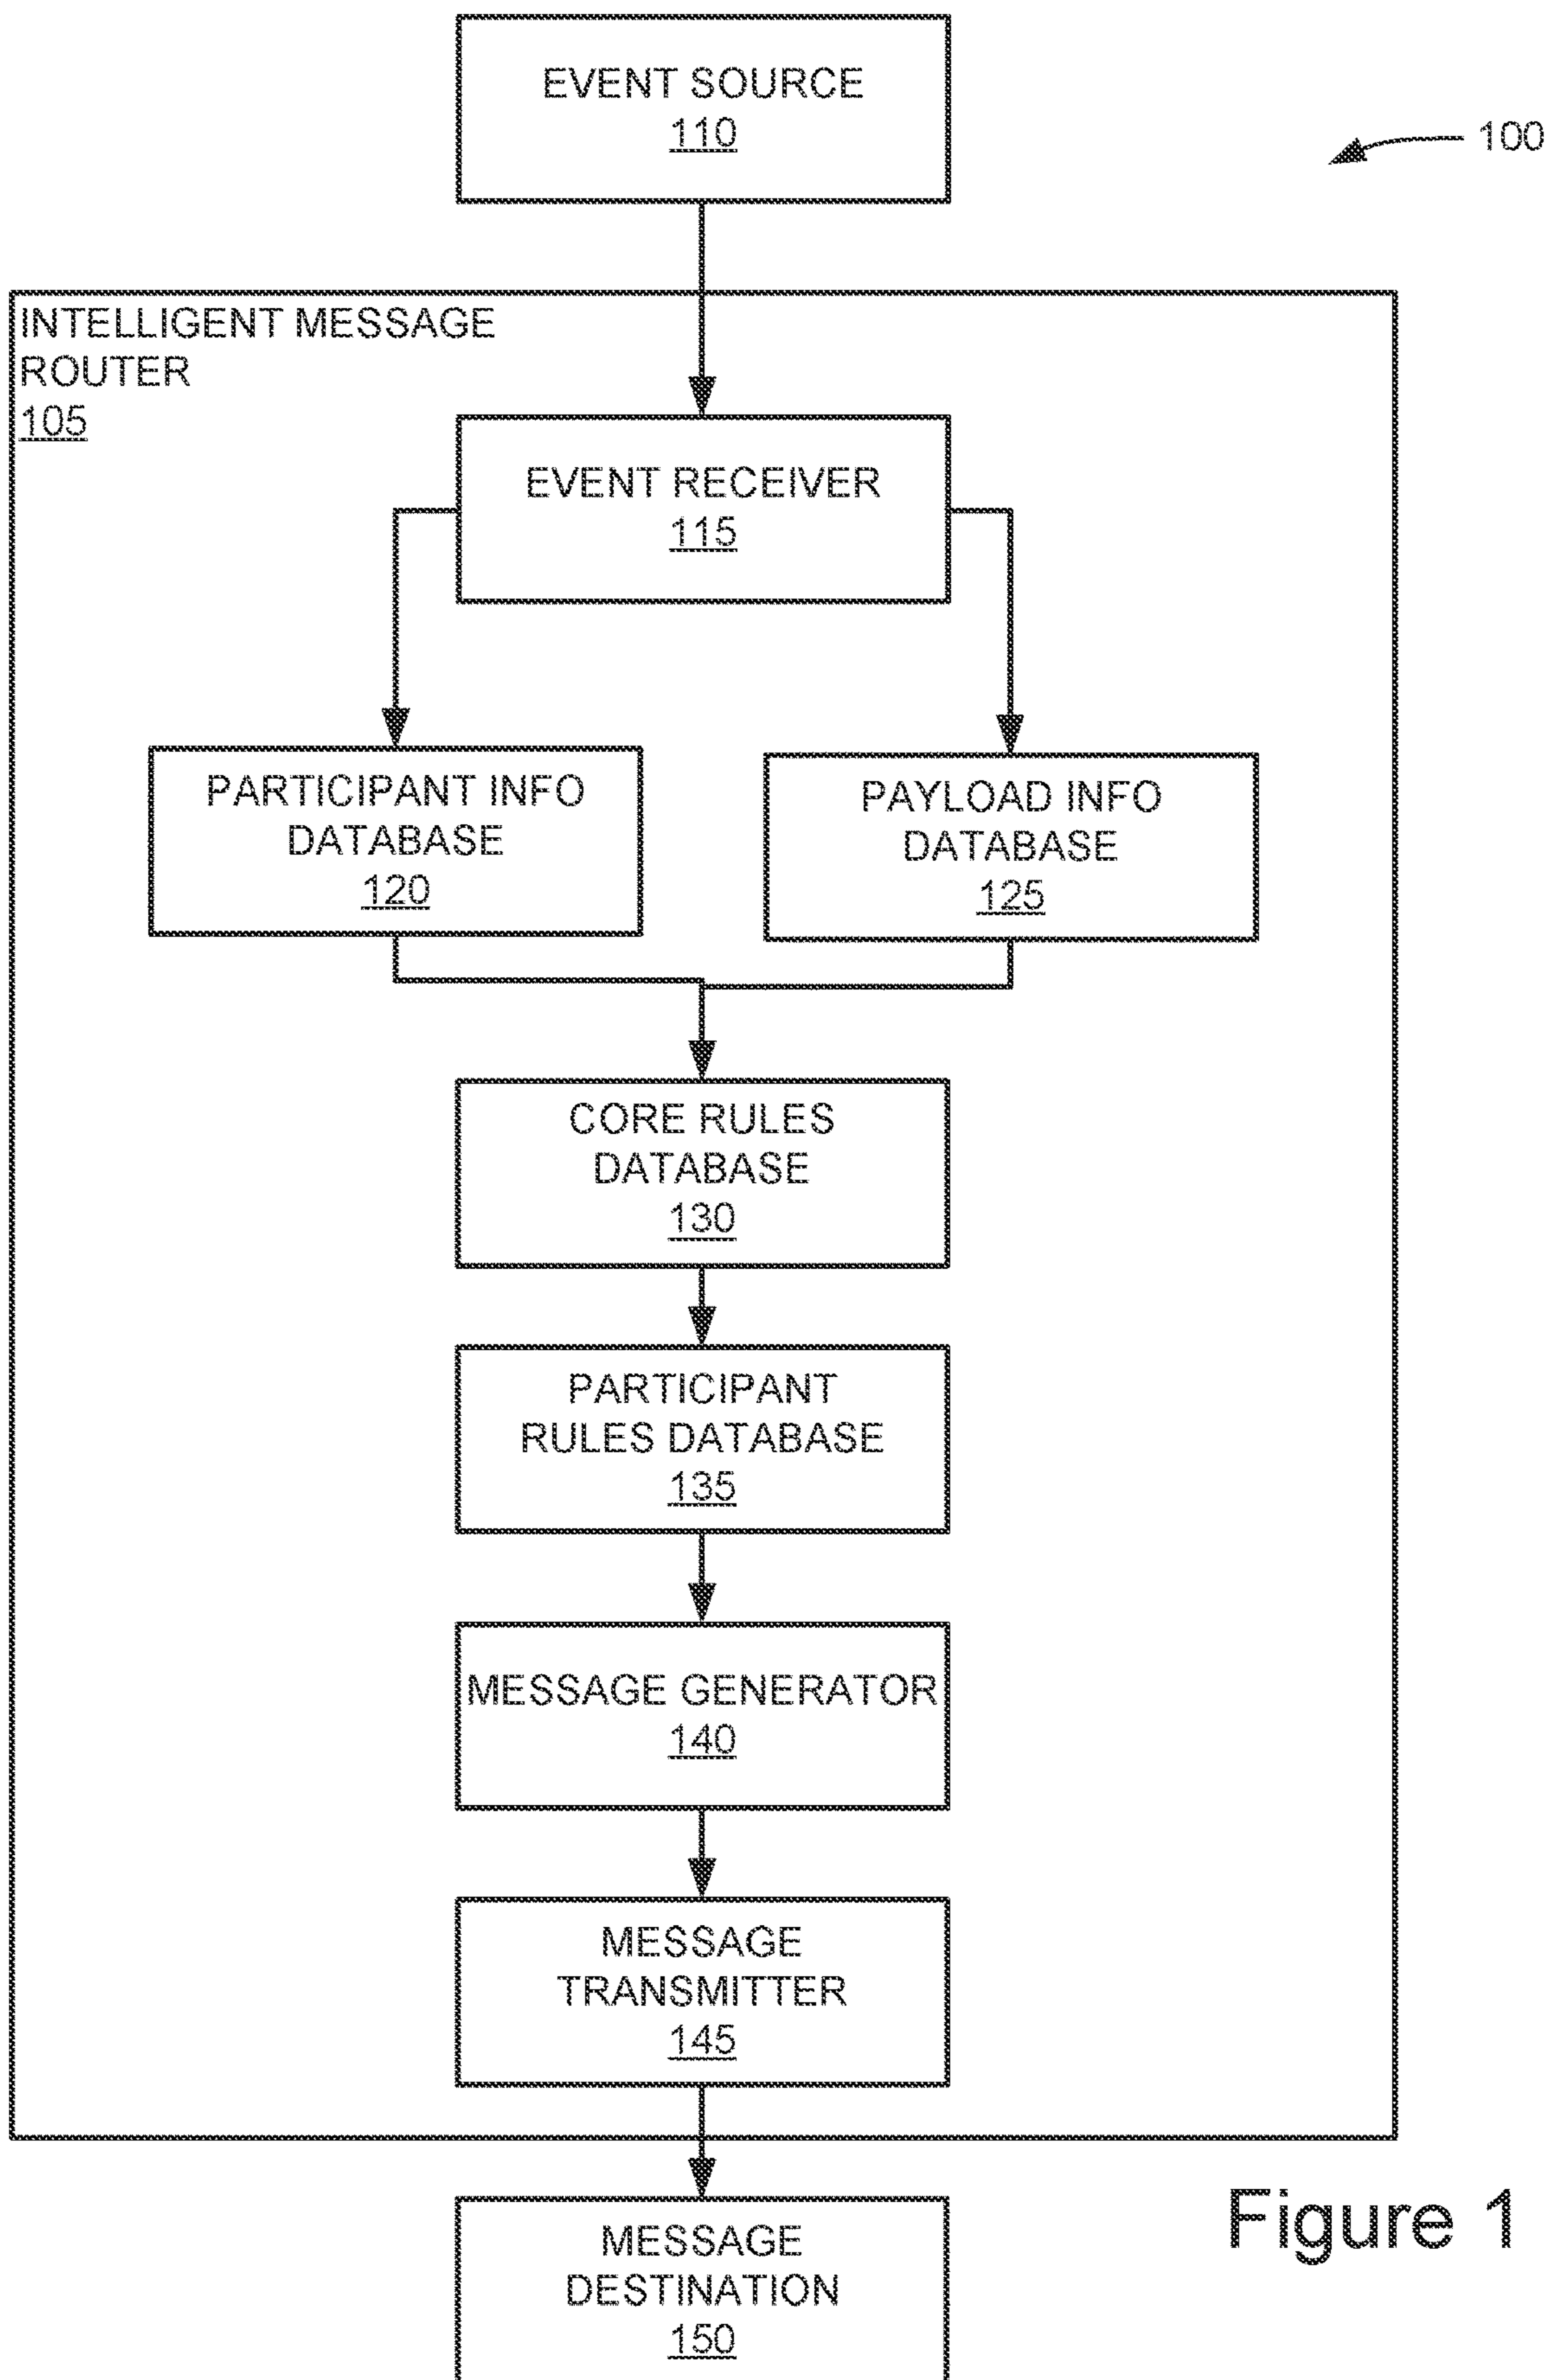 EVENT SOURCE
110
100
INTELLIGENT MESSAGE
ROUTER
105
EVENT RECEIVER
115
PARTICIPANT INFO
DATABASE
120
PAYLOAD INFO
DATABASE
125
CORE RULES
DATABASE
130
PARTICIPANT
RULES DATABASE
135
MESSAGE GENERATOR
140
MESSAGE
TRANSMITTER
145
MESSAGE
DESTINATION
150
Figure 1